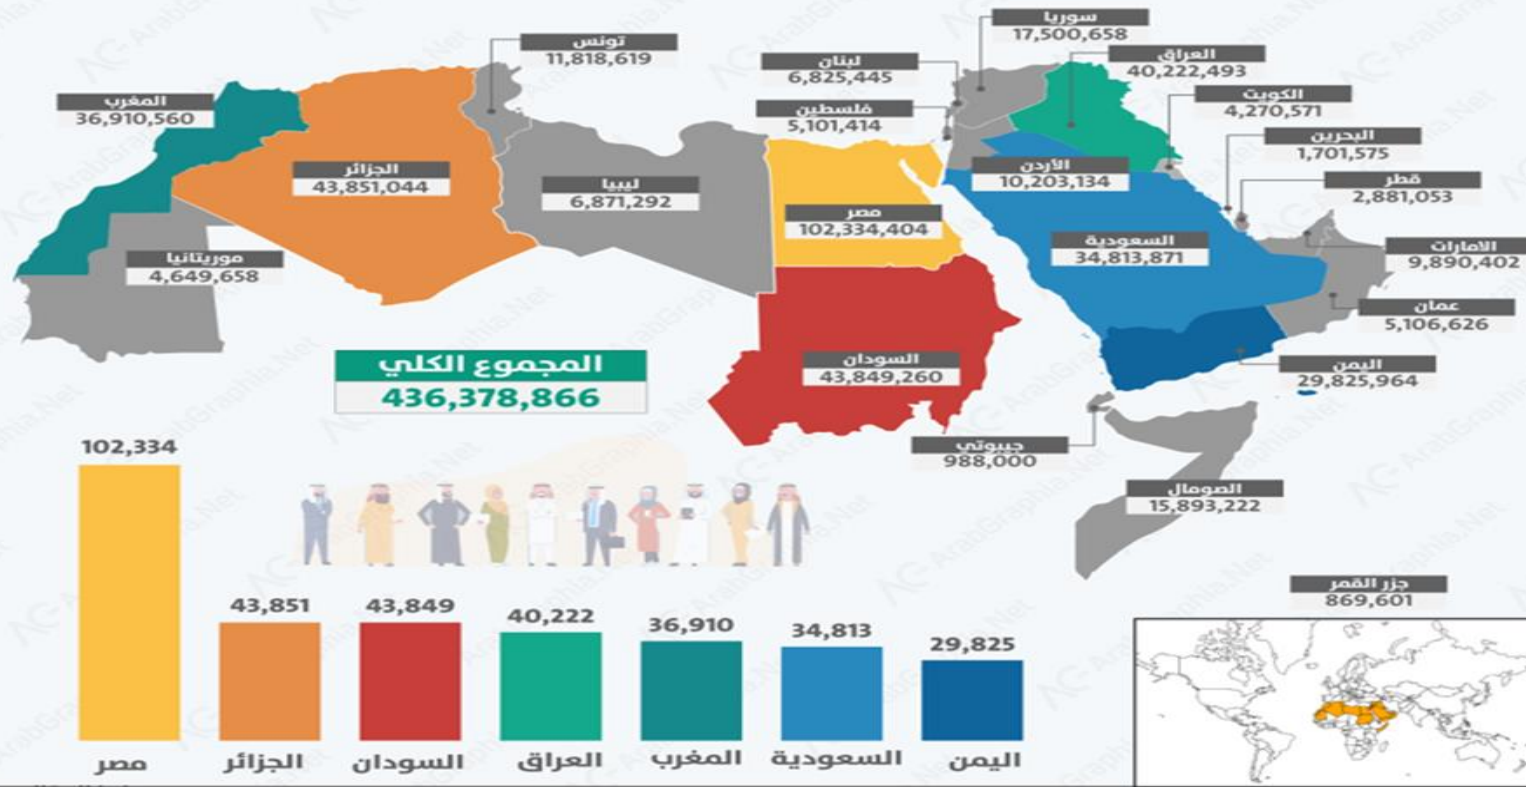 سوريا
17,500,658
تونس
11,818,619
العراق
40,222,493
لبنان
6,825,445
الكويت
4,270,571
المغرب
36,910,560
فلسطين
5,101,414
البحرين
1,701,575
الجزائر
43,851,044
الأردن
10,203,134
قطر
2,881,053
ليبيا
6,871,292
مصر
102,334,404
السعودية
34,813,871
الامارات
9,890,402
موريتانيا
4,649,658
عمان
5,106,626
السودان
43,849,260
اليمن
29,825,964
المجموع الكلي
436,378,866
جيبوتي
988,000
الصومال
15,893,222
جزر القمر
869,601
102,334
43,851
43,849
40,222
36,910
34,813
29,825
مصر
الجزائر
السودان
العراق
المغرب
السعودية
اليمن
AG-ArabGraphia.Net